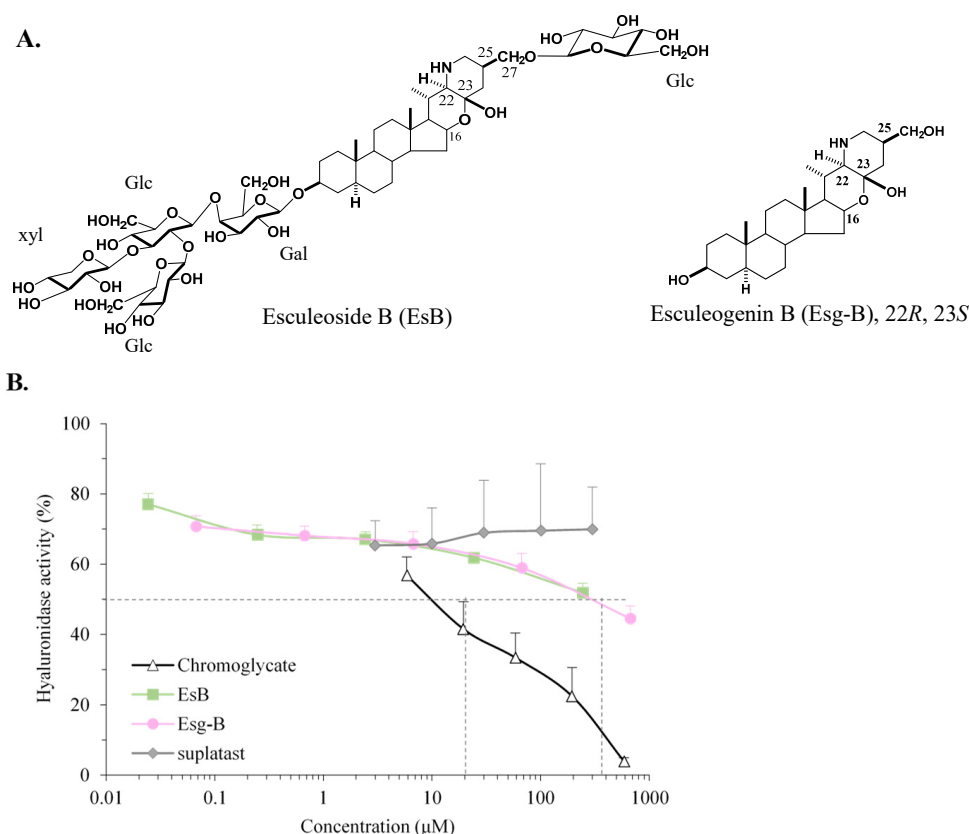 A.
OH
HO
HO
OH
25
CH2O
O
OH
HN
27
H
23
Glc
22
OH
O
16
25
CH2OH
HN
H
23
22
OH
O
16
Glc
CH2OH
O
O
HOH2C
O
O
O
H
xyl
HO
O
HO
OH
OH
O
O
O
Gal
HO
H
HO
OH
O
OH
HO
HOH2C
HO
HO
Glc
Esculeoside B (EsB)
Esculeogenin B (Esg-B), 22R, 23S
B.
100
80
60
40
20
0
Hyaluronidase activity (%)
Chromoglycate
EsB
Esg-B
suplatast
0.01
0.1
1
10
100
1000
Concentration (μM)